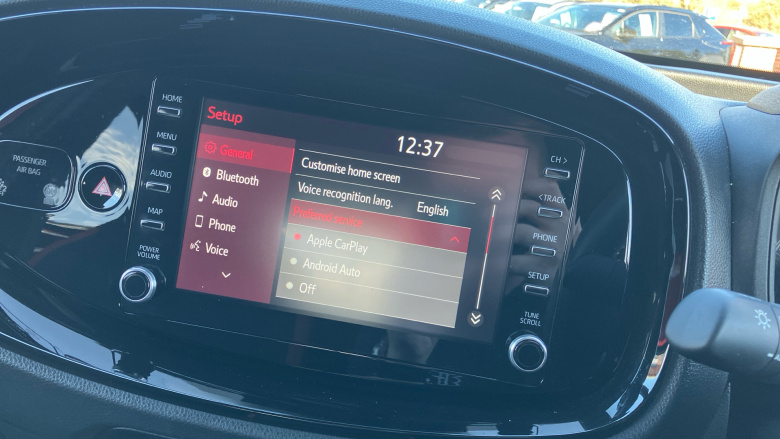 Setup
12:37
General
Bluetooth
Audio
Phone
Voice
Customise home screen
Voice recognition lang.
English
Preferred service
Apple CarPlay
Android Auto
Off
HOME
MENU
AUDIO
MAP
POWER
VOLUME
CH >
< TRACK
PHONE
SETUP
TUNE
SCROLL
PASSENGER
AIR BAG